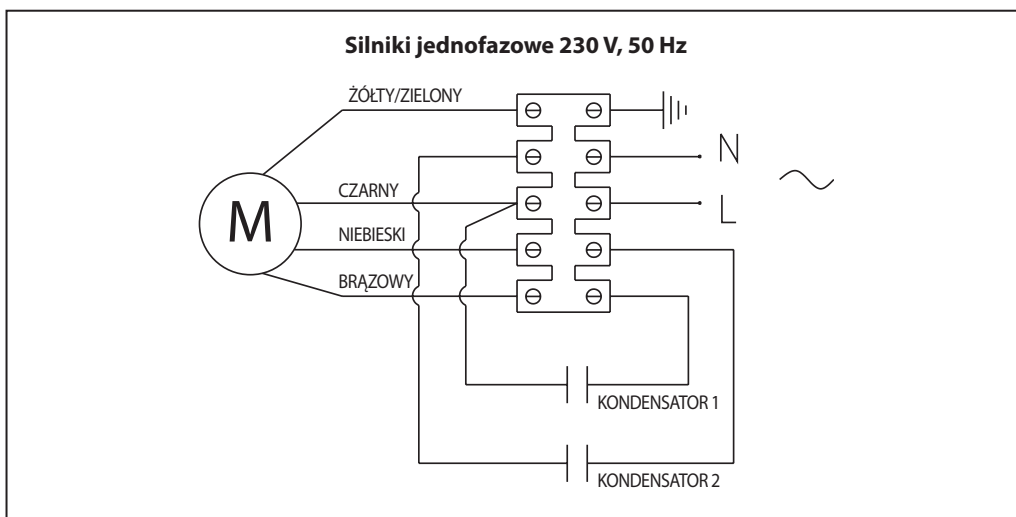 Silniki jednofazowe 230 V, 50 Hz
ŻÓŁTY/ZIELONY
N
CZARNY
L
M
NIEBIESKI
BRĄZOWY
KONDENSATOR 1
KONDENSATOR 2